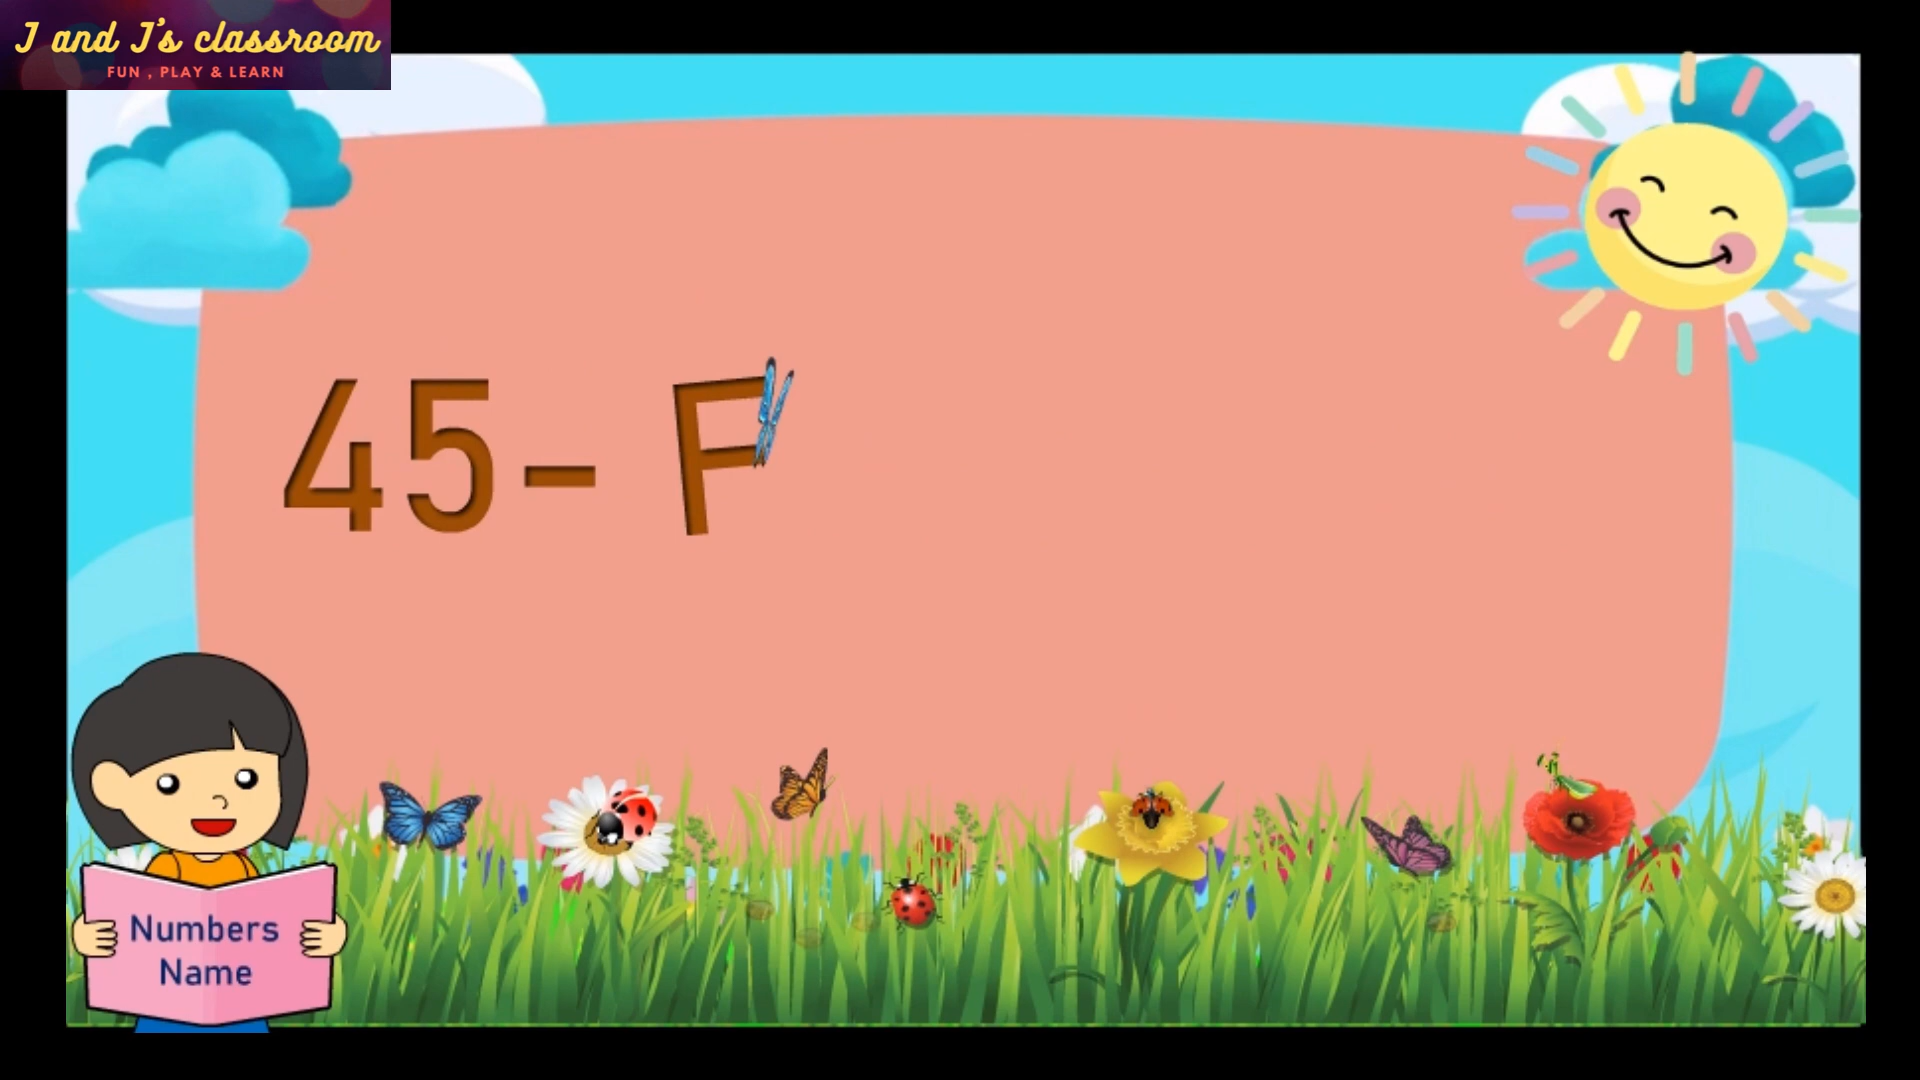 J and J's classroom
FUN , PLAY & LEARN
45- F
Numbers
Name